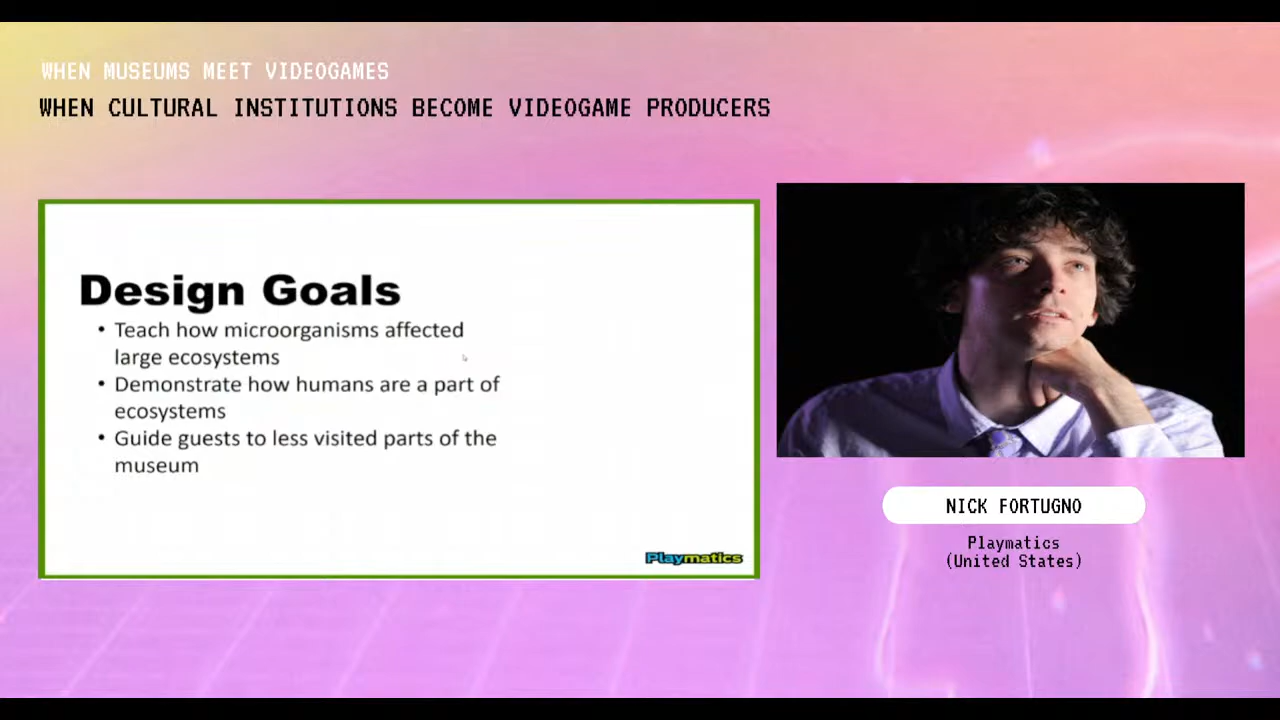 WHEN MUSEUMS MEET VIDEOGAMES
WHEN CULTURAL INSTITUTIONS BECOME VIDEOGAME PRODUCERS
Design Goals
• Teach how microorganisms affected
large ecosystems
• Demonstrate how humans are a part of
ecosystems
• Guide guests to less visited parts of the
museum
Playmatics
NICK FORTUGNO
Playmatics
(United States)